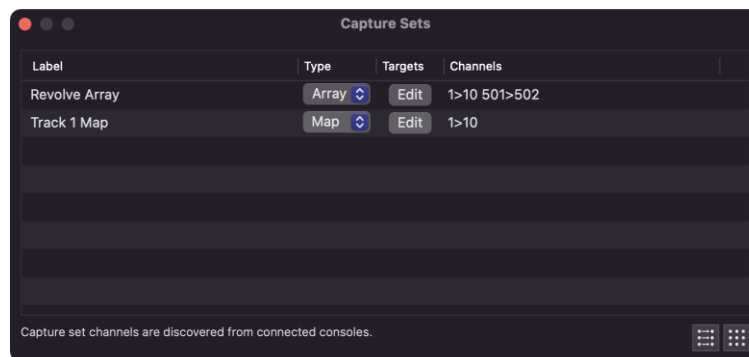 Capture Sets
Label Type Targets Channels
Revolve Array Array Edit 1>10 501>502
Track 1 Map Map Edit 1>10
Capture set channels are discovered from connected consoles.